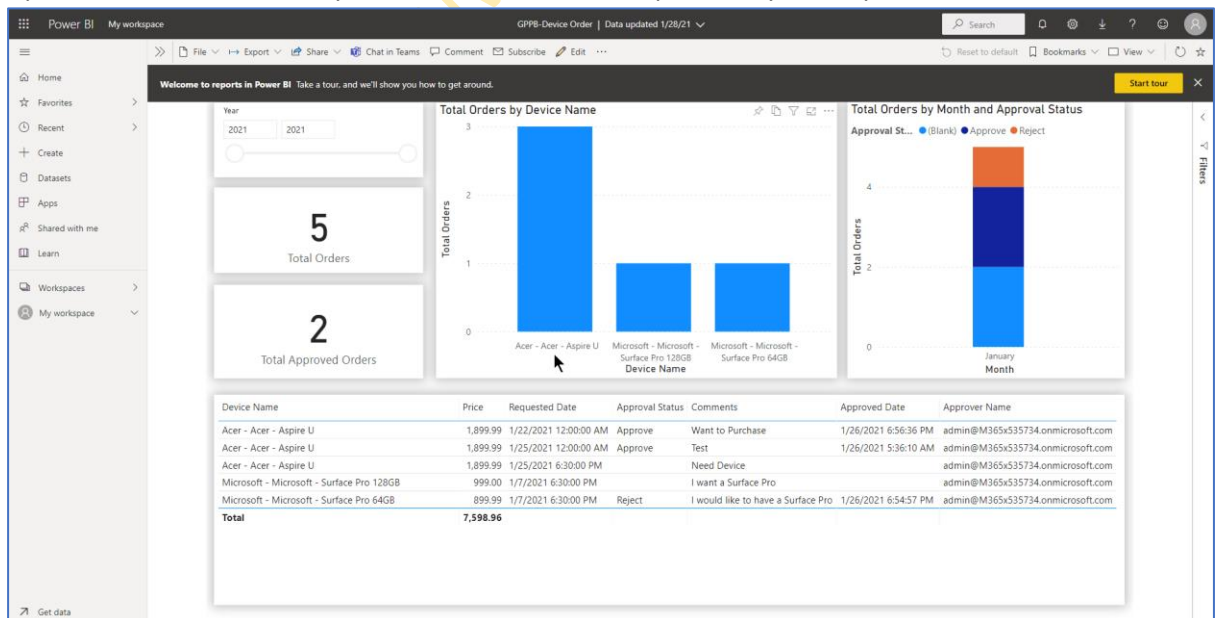 Power BI My workspace GPPB-Device Order | Data updated 1/28/21 Search
File Export Share Chat in Teams Comment Subscribe Edit ... Reset to default Bookmarks View
Welcome to reports in Power BI Take a tour, and we'll show you how to get around. Start tour
Home
Favorites
Recent
Create
Datasets
Apps
Shared with me
Learn
Workspaces
My workspace
Get data
Year
2021 2021
5
Total Orders
2
Total Approved Orders
Total Orders by Device Name
Total Orders
3
2
1
0
Acer - Acer - Aspire U
Microsoft - Microsoft -
Surface Pro 128GB
Microsoft - Microsoft -
Surface Pro 64GB
Device Name
Total Orders by Month and Approval Status
Approval St... (Blank) Approve Reject
Total Orders
4
2
0
January
Month
Filters
Device Name Price Requested Date Approval Status Comments Approved Date Approver Name
Acer - Acer - Aspire U 1,899.99 1/22/2021 12:00:00 AM Approve Want to Purchase 1/26/2021 6:56:36 PM admin@M365x535734.onmicrosoft.com
Acer - Acer - Aspire U 1,899.99 1/25/2021 12:00:00 AM Approve Test 1/26/2021 5:36:10 AM admin@M365x535734.onmicrosoft.com
Acer - Acer - Aspire U 1,899.99 1/25/2021 6:30:00 PM Need Device admin@M365x535734.onmicrosoft.com
Microsoft - Microsoft - Surface Pro 128GB 999.00 1/7/2021 6:30:00 PM I want a Surface Pro admin@M365x535734.onmicrosoft.com
Microsoft - Microsoft - Surface Pro 64GB 899.99 1/7/2021 6:30:00 PM Reject I would like to have a Surface Pro 1/26/2021 6:54:57 PM admin@M365x535734.onmicrosoft.com
Total 7,598.96